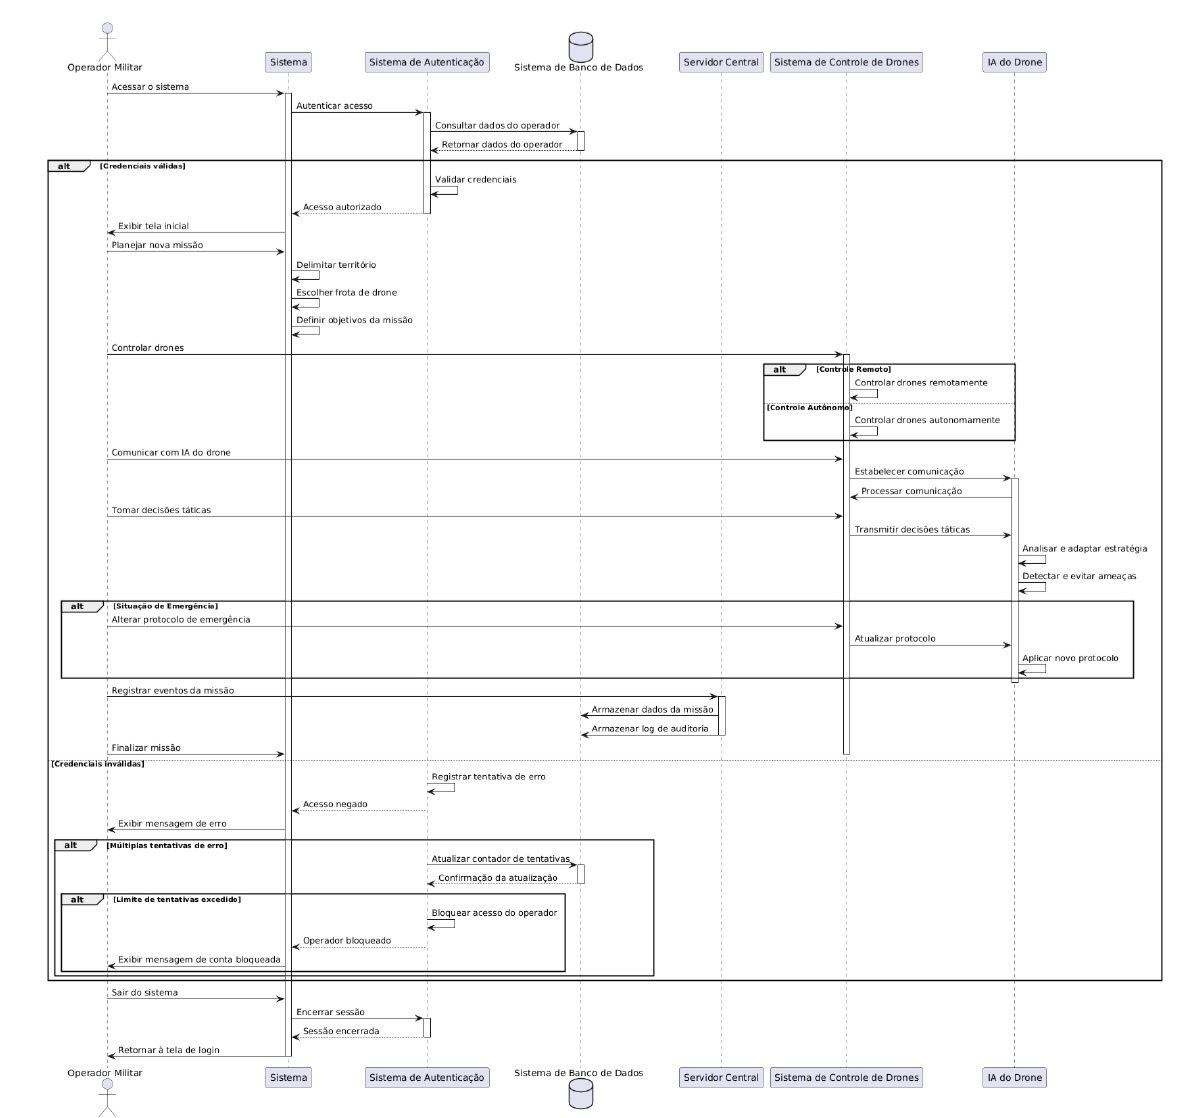 Operador Militar
Sistema
Sistema de Autenticação
Sistema de Banco de Dados
Servidor Central
Sistema de Controle de Drones
IA do Drone
Acessar o sistema
Autenticar acesso
Consultar dados do operador
Retornar dados do operador
alt
[Credenciais válidas]
Validar credenciais
Acesso autorizado
Exibir tela inicial
Planejar nova missão
Delimitar território
Escolher frota de drone
Definir objetivos da missão
Controlar drones
alt
[Controle Remoto]
Controlar drones remotamente
[Controle Autônomo]
Controlar drones autonomamente
Comunicar com IA do drone
Estabelecer comunicação
Processar comunicação
Tomar decisões táticas
Transmitir decisões táticas
Analisar e adaptar estratégia
Detectar e evitar ameaças
alt
[Situação de Emergência]
Alterar protocolo de emergência
Atualizar protocolo
Aplicar novo protocolo
Registrar eventos da missão
Armazenar dados da missão
Armazenar log de auditoria
Finalizar missão
[Credenciais inválidas]
Registrar tentativa de erro
Acesso negado
Exibir mensagem de erro
alt
[Múltiplas tentativas de erro]
Atualizar contador de tentativas
Confirmação da atualização
alt
[Limite de tentativas excedido]
Bloquear acesso do operador
Operador bloqueado
Exibir mensagem de conta bloqueada
Sair do sistema
Encerrar sessão
Sessão encerrada
Retornar à tela de login
Operador Militar
Sistema
Sistema de Autenticação
Sistema de Banco de Dados
Servidor Central
Sistema de Controle de Drones
IA do Drone